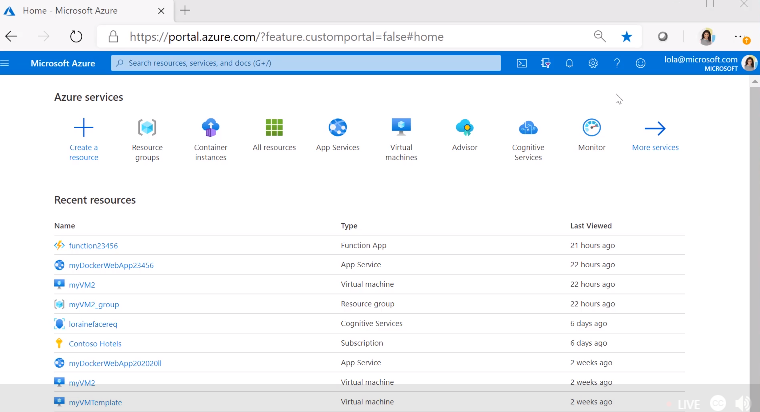 Home - Microsoft Azure
https://portal.azure.com/?feature.customportal=false#home
Microsoft Azure
Search resources, services, and docs (G+/)
lola@microsoft.com
MICROSOFT
Azure services
Create a resource
Resource groups
Container instances
All resources
App Services
Virtual machines
Advisor
Cognitive Services
Monitor
More services
Recent resources
Name Type Last Viewed
function23456 Function App 21 hours ago
myDockerWebApp23456 App Service 22 hours ago
myVM2 Virtual machine 22 hours ago
myVM2_group Resource group 22 hours ago
lorainefacereq Cognitive Services 6 days ago
Contoso Hotels Subscription 6 days ago
myDockerWebApp202020ll App Service 2 weeks ago
myVM2 Virtual machine 2 weeks ago
myVMTemplate Virtual machine 2 weeks ago
LIVE
CC